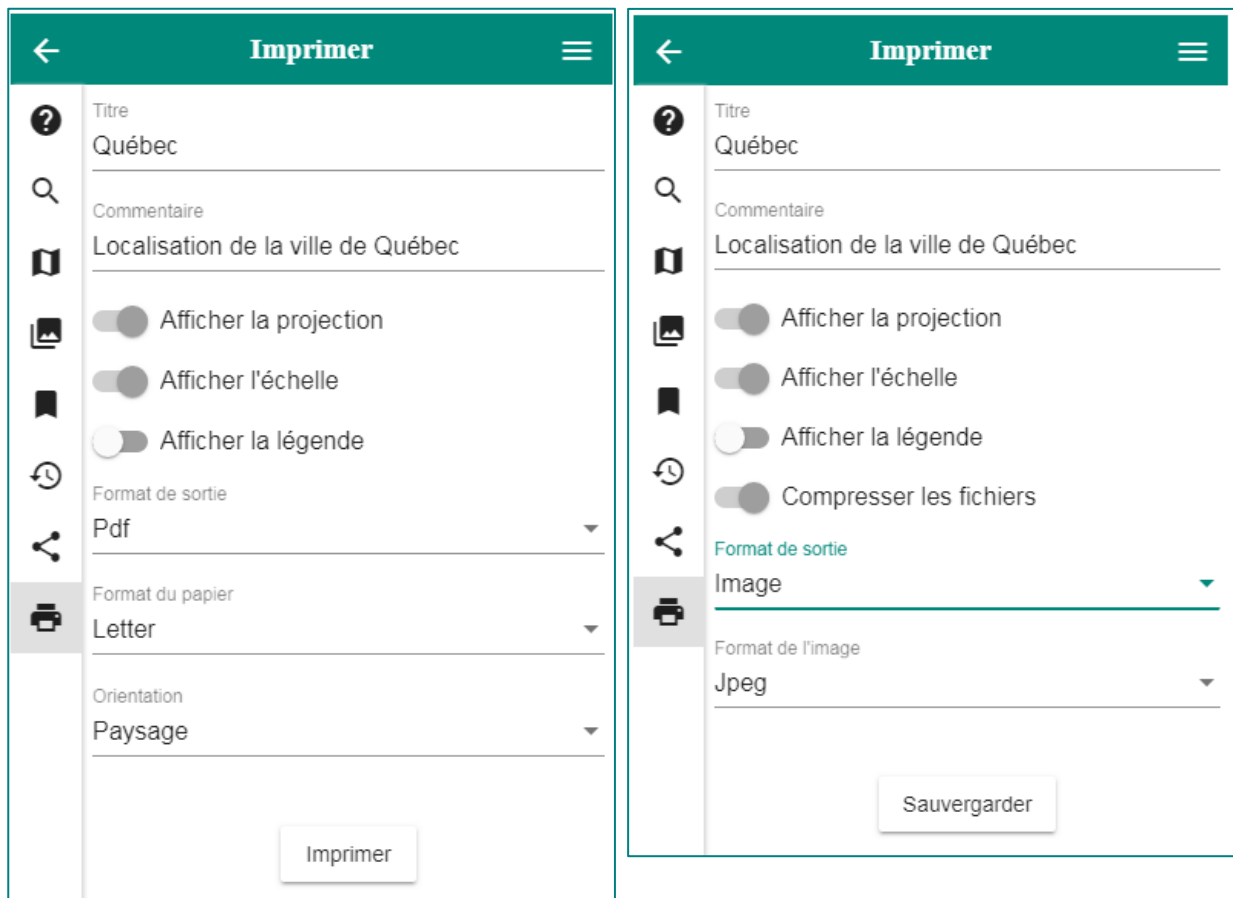 Imprimer
Titre
Québec
Commentaire
Localisation de la ville de Québec
Afficher la projection
Afficher l'échelle
Afficher la légende
Format de sortie
Pdf
Format du papier
Letter
Orientation
Paysage
Imprimer
Imprimer
Titre
Québec
Commentaire
Localisation de la ville de Québec
Afficher la projection
Afficher l'échelle
Afficher la légende
Compresser les fichiers
Format de sortie
Image
Format de l'image
Jpeg
Sauvergarder